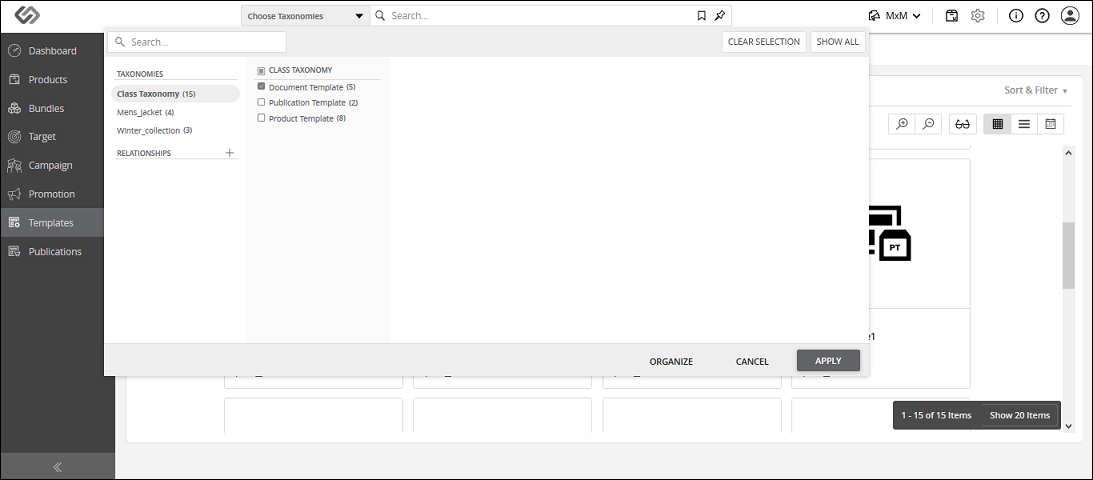 Choose Taxonomies
Search...
MxM
Dashboard
Products
Bundles
Target
Campaign
Promotion
Templates
Publications
Search...
CLEAR SELECTION
SHOW ALL
TAXONOMIES
Class Taxonomy (15)
Mens_Jacket (4)
Winter_collection (3)
RELATIONSHIPS
CLASS TAXONOMY
Document Template (5)
Publication Template (2)
Product Template (8)
Sort & Filter
PT
ORGANIZE
CANCEL
APPLY
1 - 15 of 15 Items
Show 20 Items